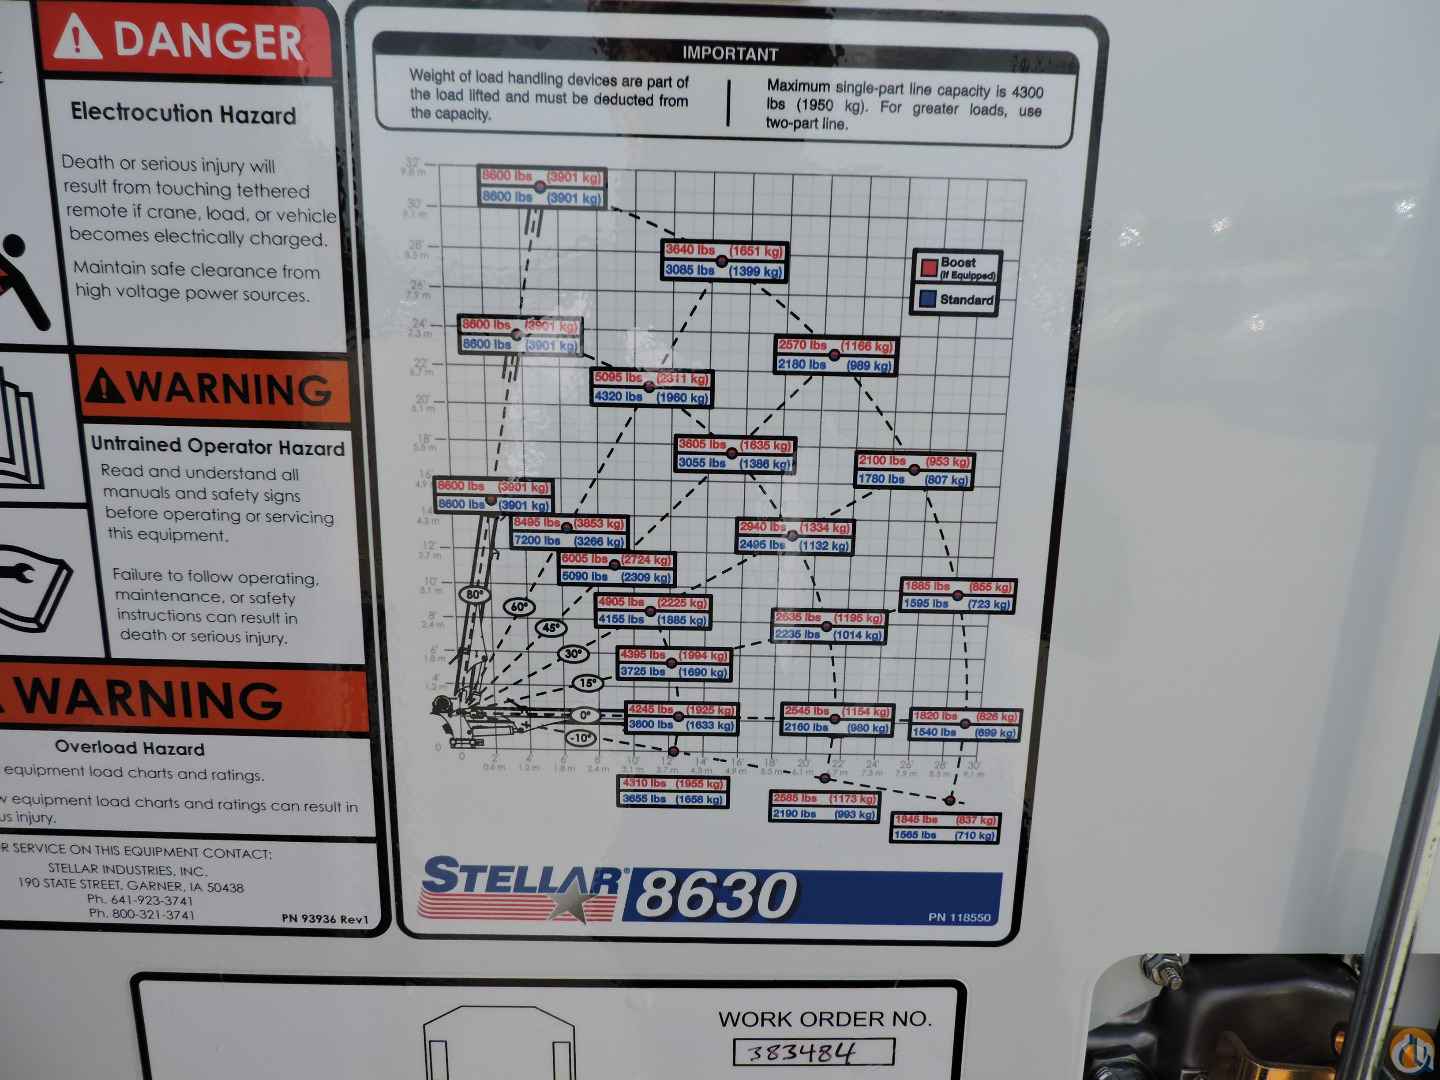 DANGER
Electrocution Hazard
Death or serious injury will
result from touching tethered
remote if crane, load, or vehicle
becomes electrically charged.
Maintain safe clearance from
high voltage power sources.
WARNING
Untrained Operator Hazard
Read and understand all
manuals and safety signs
before operating or servicing
this equipment.
Failure to follow operating,
maintenance, or safety
instructions can result in
death or serious injury.
WARNING
Overload Hazard
equipment load charts and ratings.
equipment load charts and ratings can result in
injury.
SERVICE ON THIS EQUIPMENT CONTACT:
STELLAR INDUSTRIES, INC.
190 STATE STREET, GARNER, IA 50438
Ph. 641-923-3741
Ph. 800-321-3741
PN 93936 Rev1
IMPORTANT
Weight of load handling devices are part of
the load lifted and must be deducted from
the capacity.
Maximum single-part line capacity is 4300
lbs (1950 kg). For greater loads, use
two-part line.
8600 lbs (3901 kg)
8600 lbs (3901 kg)
3640 lbs (1651 kg)
3085 lbs (1399 kg)
Boost
(If Equipped)
Standard
8600 lbs (3901 kg)
8600 lbs (3901 kg)
2570 lbs (1166 kg)
2180 lbs (989 kg)
5095 lbs (2311 kg)
4320 lbs (1960 kg)
3605 lbs (1635 kg)
3055 lbs (1386 kg)
2100 lbs (953 kg)
1780 lbs (807 kg)
8600 lbs (3901 kg)
8600 lbs (3901 kg)
8495 lbs (3853 kg)
7200 lbs (3266 kg)
2940 lbs (1334 kg)
2495 lbs (1132 kg)
6005 lbs (2724 kg)
5090 lbs (2309 kg)
1885 lbs (855 kg)
1595 lbs (723 kg)
4905 lbs (2225 kg)
4155 lbs (1885 kg)
2635 lbs (1195 kg)
2235 lbs (1014 kg)
4395 lbs (1994 kg)
3725 lbs (1690 kg)
4245 lbs (1925 kg)
3600 lbs (1633 kg)
2545 lbs (1154 kg)
2160 lbs (980 kg)
1820 lbs (826 kg)
1540 lbs (699 kg)
80°
60°
45°
30°
15°
0°
-10°
4310 lbs (1955 kg)
3655 lbs (1658 kg)
2585 lbs (1173 kg)
2190 lbs (993 kg)
1845 lbs (837 kg)
1565 lbs (710 kg)
STELLAR 8630
PN 118550
WORK ORDER NO.
383484